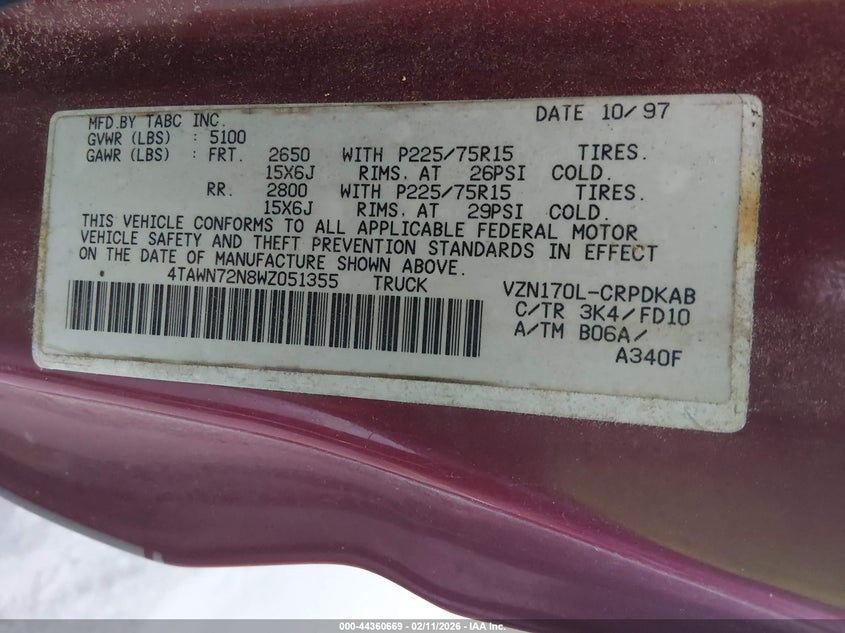 MFD.BY TABC INC. DATE 10/97
GVWR (LBS) : 5100
GAWR (LBS) : FRT. 2650 WITH P225/75R15 TIRES.
15X6J RIMS. AT 26PSI COLD.
RR. 2800 WITH P225/75R15 TIRES.
15X6J RIMS. AT 29PSI COLD.
THIS VEHICLE CONFORMS TO ALL APPLICABLE FEDERAL MOTOR
VEHICLE SAFETY AND THEFT PREVENTION STANDARDS IN EFFECT
ON THE DATE OF MANUFACTURE SHOWN ABOVE.
4TAWN72N8WZ051355 TRUCK VZN170L-CRPDKAB
C/TR 3K4/FD10
A/TM B06A/
A340F
000-44360669 - 02/11/2026 - IAA Inc.